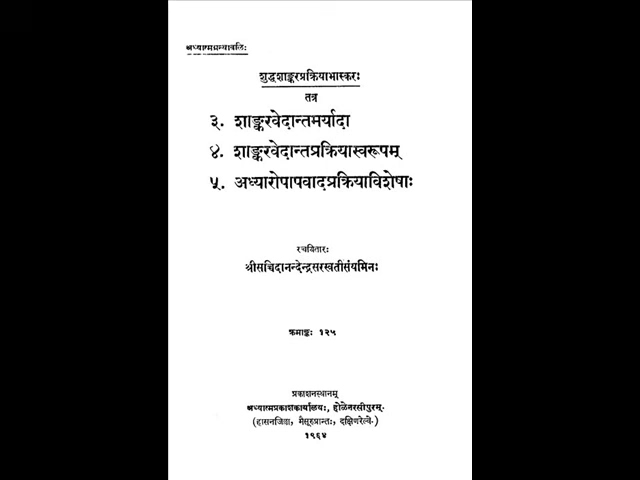 अध्यात्मग्रन्थावलिः
शुद्धशाङ्करप्रक्रियाभास्करः
तत्र
३. शाङ्करवेदान्तमर्यादा
४. शाङ्करवेदान्तप्रक्रियास्वरूपम्
५. अध्यारोपापवादप्रक्रियाविशेषाः
रचयितारः
श्रीसच्चिदानन्देन्द्रसरस्वतीसंयमिनः
क्रमाङ्कः १२५
प्रकाशनस्थानम्
अध्यात्मप्रकाशकार्यालयः, होळेनरसीपुरम्.
(हासनजिल्ला, मैसूरुप्रान्तः, दक्षिणरेल्वे.)
१९६४